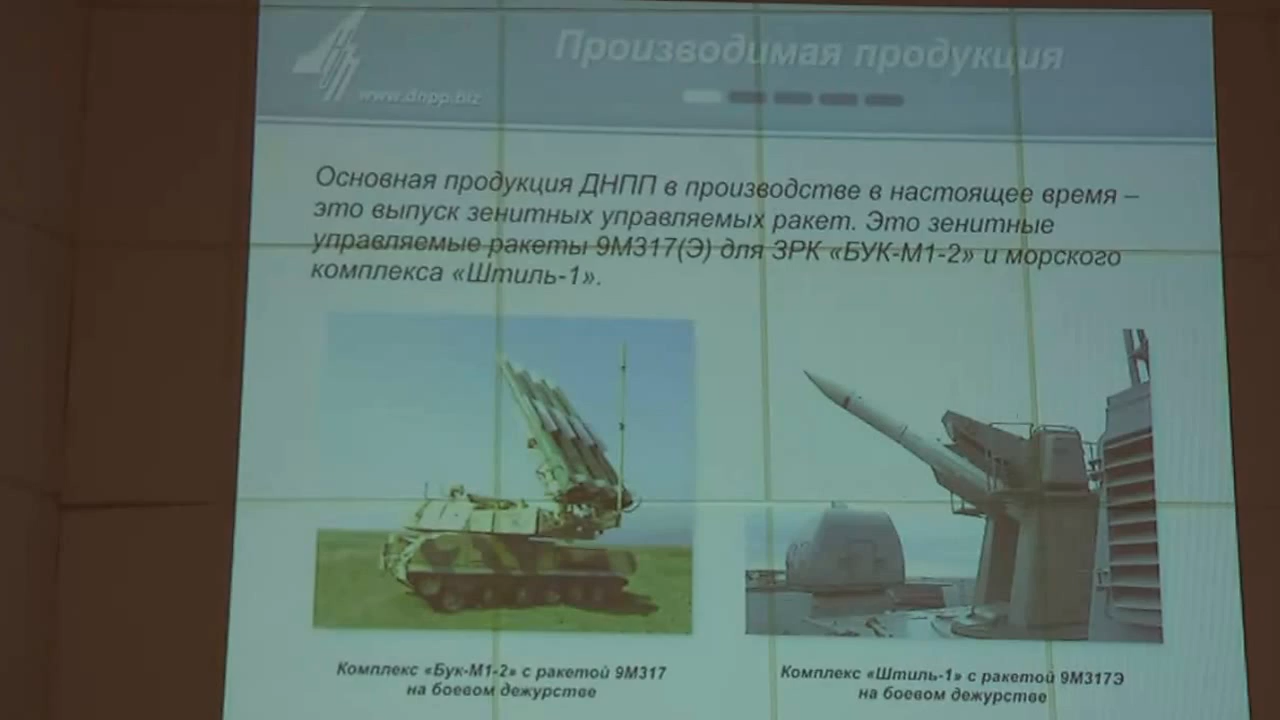 Производимая продукция
www.dnpp.biz
Основная продукция ДНПП в производстве в настоящее время –
это выпуск зенитных управляемых ракет. Это зенитные
управляемые ракеты 9М317(Э) для ЗРК «БУК-М1-2» и морского
комплекса «Штиль-1».
Комплекс «Бук-М1-2» с ракетой 9М317
на боевом дежурстве
Комплекс «Штиль-1» с ракетой 9М317Э
на боевом дежурстве